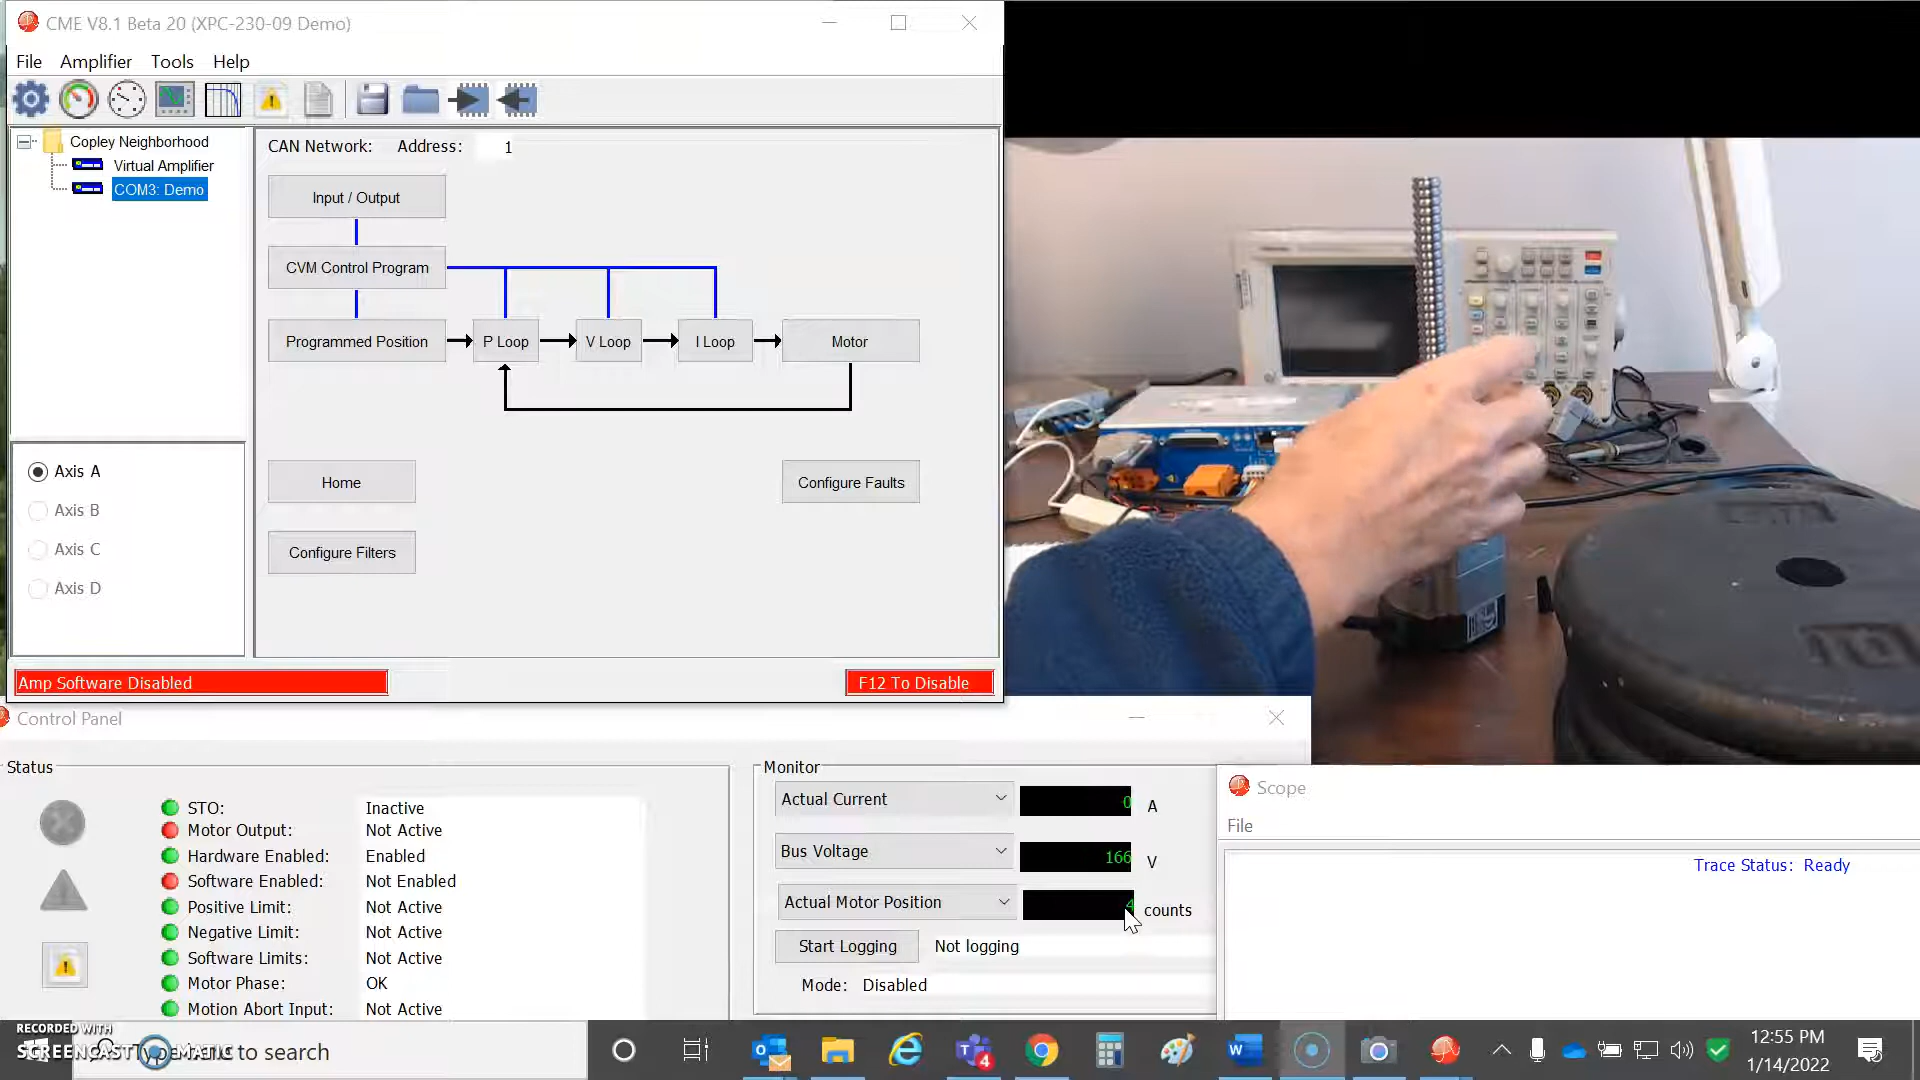 CME V8.1 Beta 20 (XPC-230-09 Demo)
File Amplifier Tools Help
Copley Neighborhood
Virtual Amplifier
COM3: Demo
CAN Network: Address: 1
Input / Output
CVM Control Program
Programmed Position
P Loop
V Loop
I Loop
Motor
Home
Configure Faults
Configure Filters
Axis A
Axis B
Axis C
Axis D
Amp Software Disabled
F12 To Disable
Control Panel
Status
STO: Inactive
Motor Output: Not Active
Hardware Enabled: Enabled
Software Enabled: Not Enabled
Positive Limit: Not Active
Negative Limit: Not Active
Software Limits: Not Active
Motor Phase: OK
Motion Abort Input: Not Active
Monitor
Actual Current 0 A
Bus Voltage 166 V
Actual Motor Position 4 counts
Start Logging Not logging
Mode: Disabled
Scope
File
Trace Status: Ready
RECORDED WITH
SCREENCAST MATIC
to search
4
12:55 PM
1/14/2022